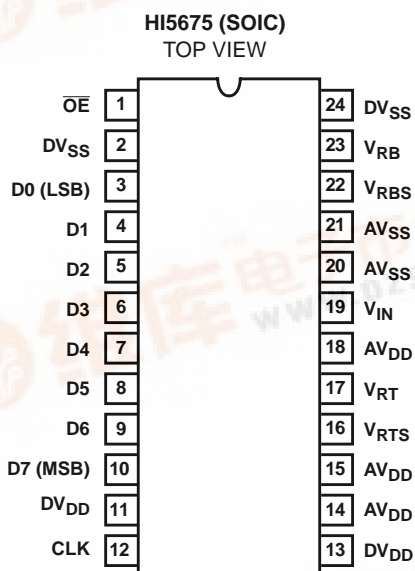 HI5675 (SOIC)
TOP VIEW
OE 1 24 DVSS
DVSS 2 23 VRB
D0 (LSB) 3 22 VRBS
D1 4 21 AVSS
D2 5 20 AVSS
D3 6 19 VIN
D4 7 18 AVDD
D5 8 17 VRT
D6 9 16 VRTS
D7 (MSB) 10 15 AVDD
DVDD 11 14 AVDD
CLK 12 13 DVDD